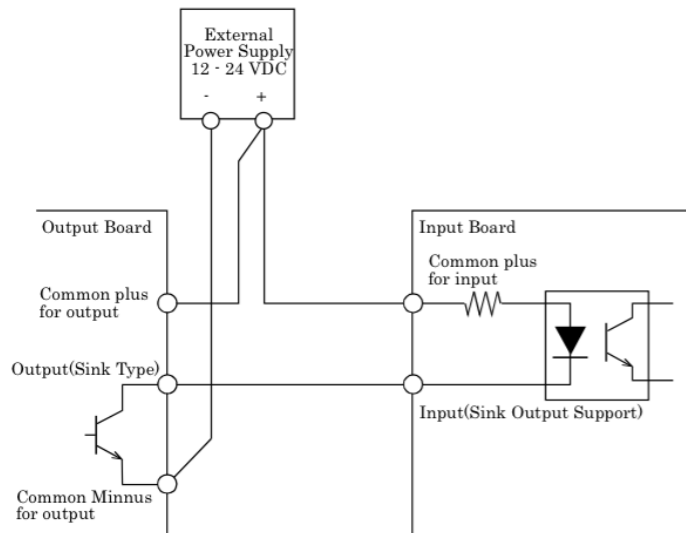 External
Power Supply
12 - 24 VDC
- +
Output Board
Input Board
Common plus
for input
Common plus
for output
Output(Sink Type)
Input(Sink Output Support)
Common Minnus
for output